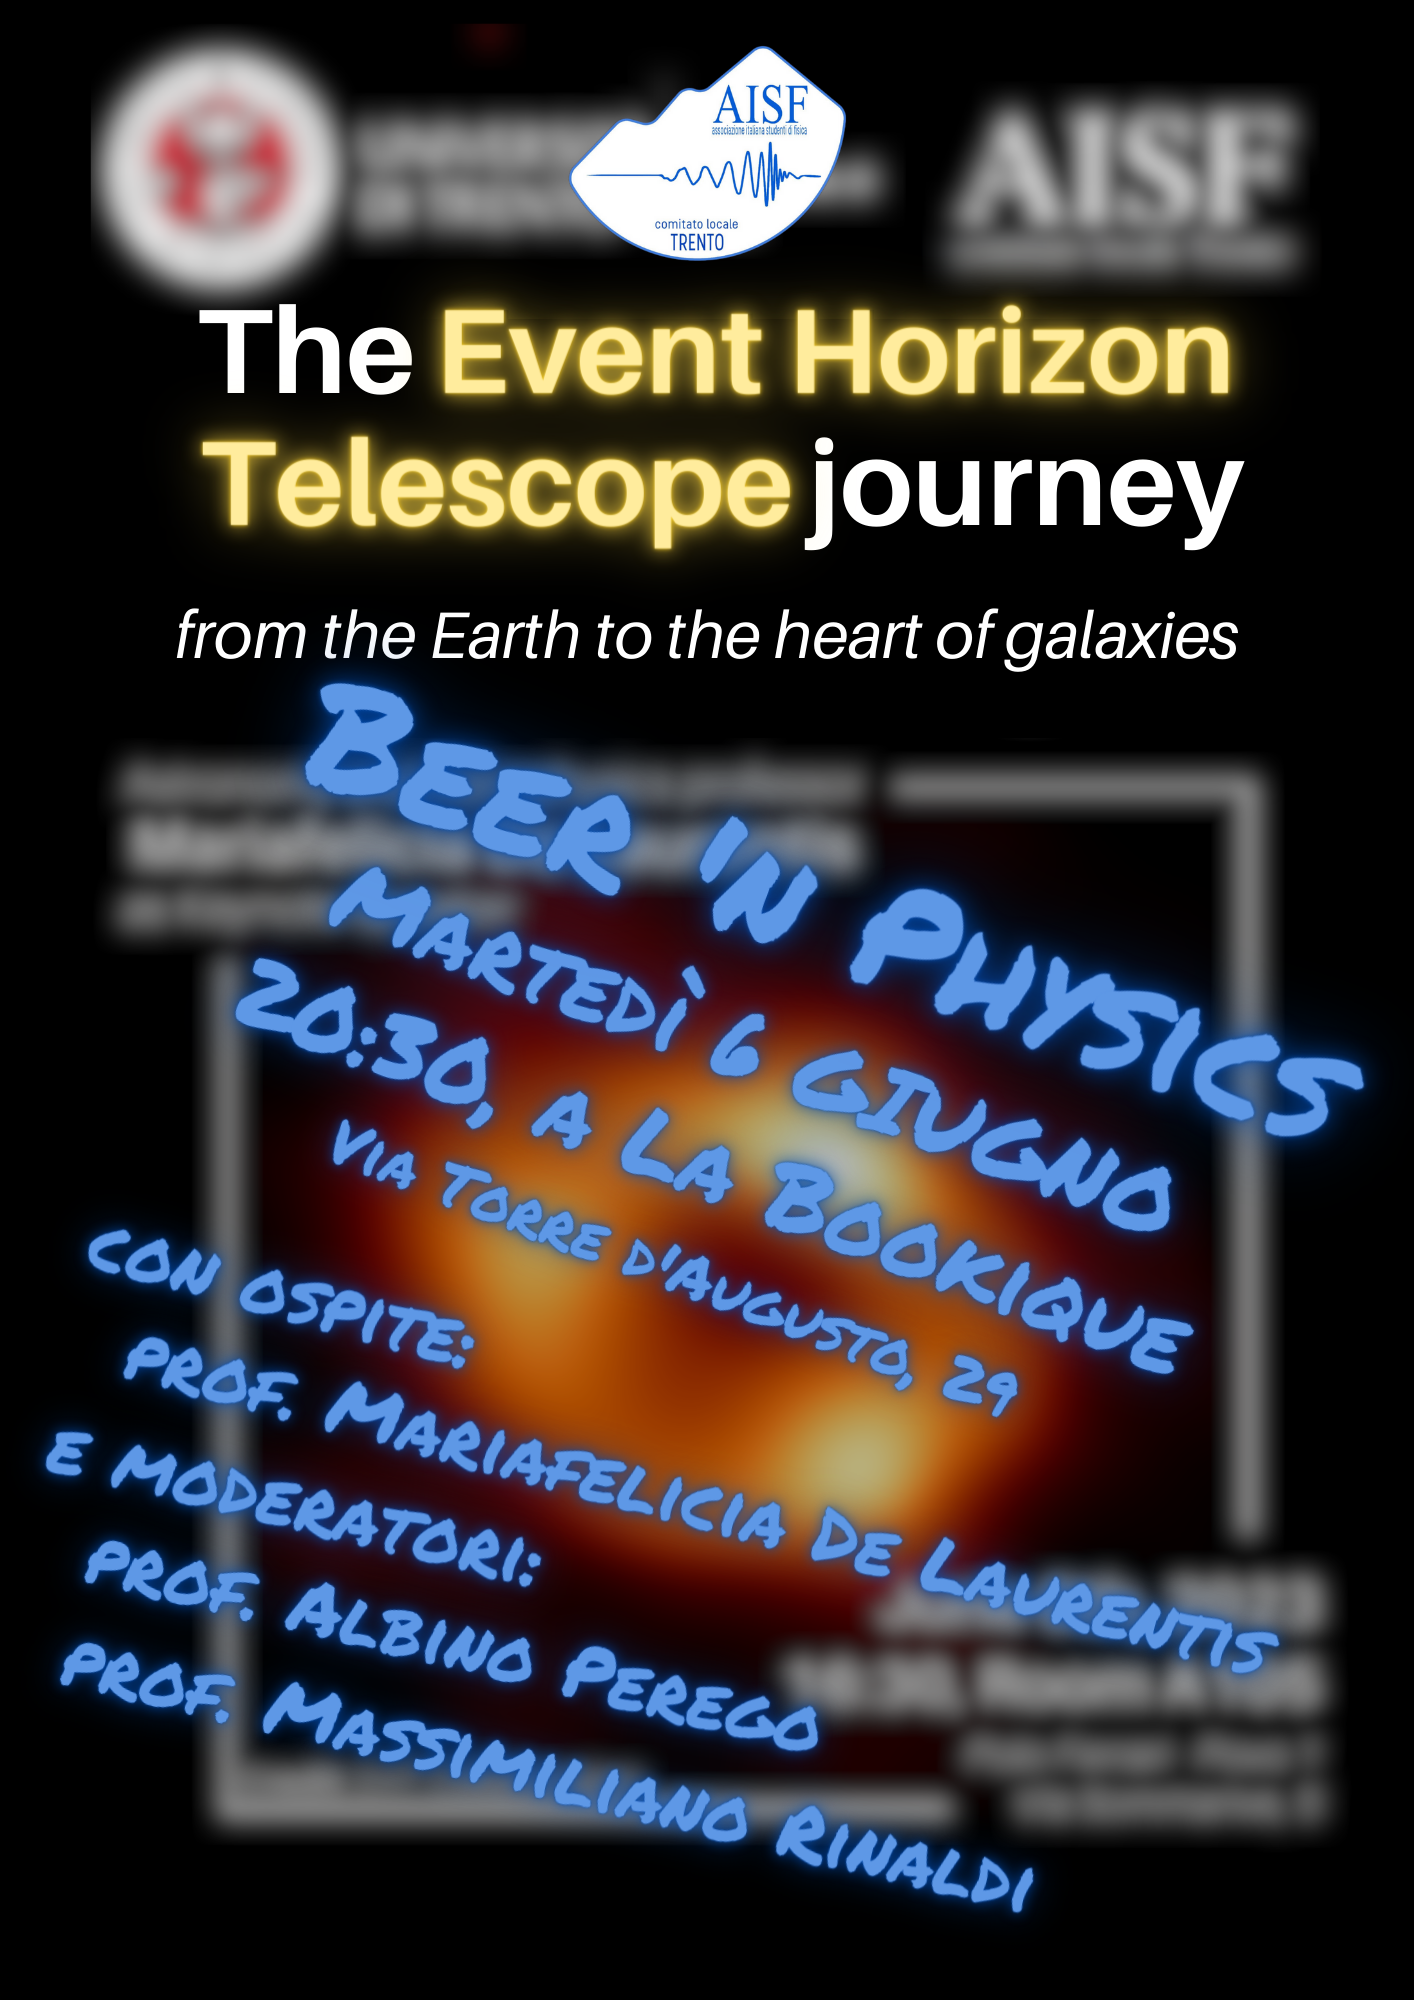 AISF
associazione italiana studenti di fisica
comitato locale
TRENTO
AISF
The Event Horizon
Telescope journey
from the Earth to the heart of galaxies
BEER 'N PHYSICS
MARTEDÌ 6 GIUGNO
20:30, A LA BOOKIQUE
VIA TORRE D'AUGUSTO, 29
CON OSPITE:
PROF. MARIAFELICIA DE LAURENTIS
E MODERATORI:
PROF. ALBINO PEREGO
PROF. MASSIMILIANO RINALDI